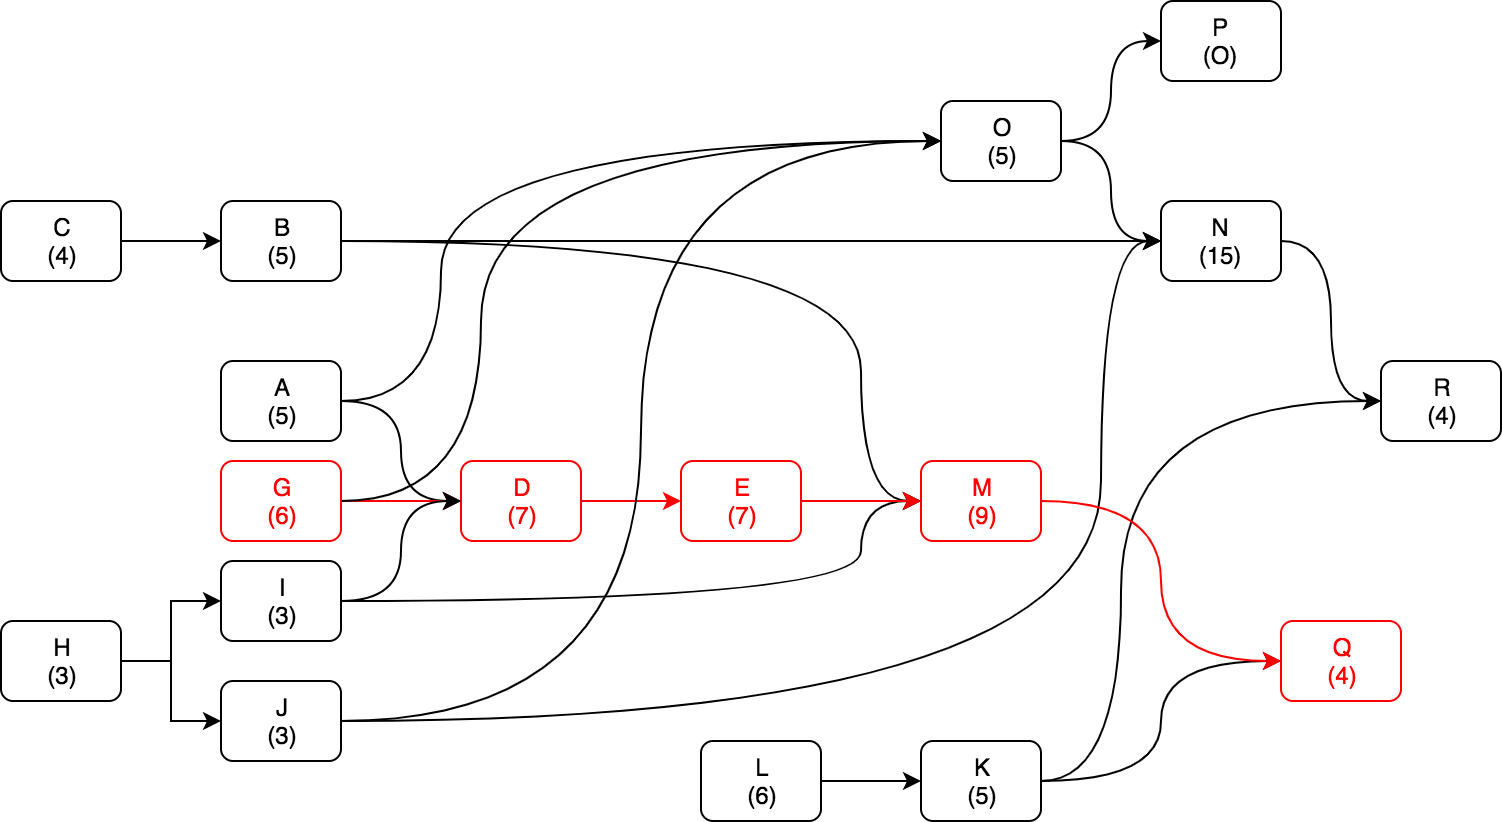 P
(O)
O
(5)
C
(4)
B
(5)
N
(15)
A
(5)
R
(4)
G
(6)
D
(7)
E
(7)
M
(9)
I
(3)
H
(3)
Q
(4)
J
(3)
L
(6)
K
(5)